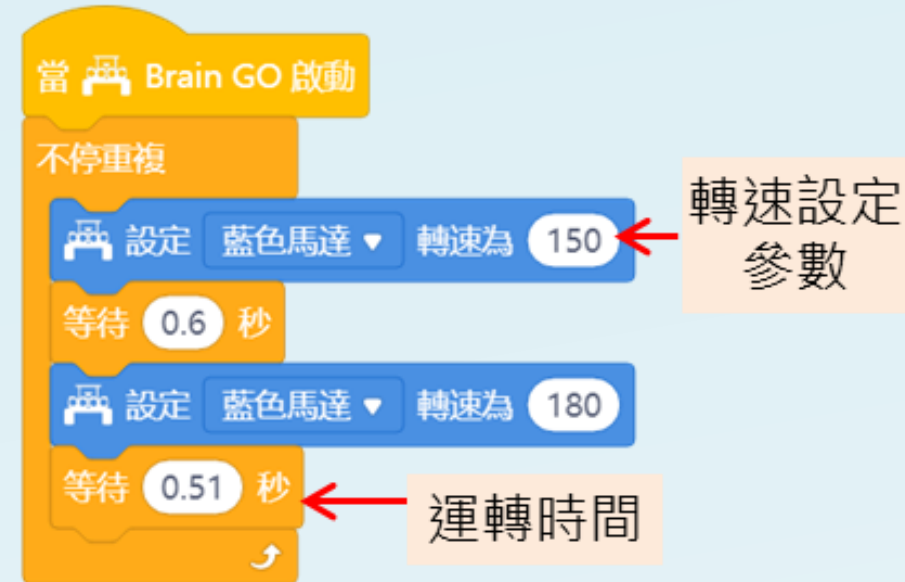 當 Brain GO 啟動
不停重複
設定 藍色馬達 轉速為 150
轉速設定
參數
等待 0.6 秒
設定 藍色馬達 轉速為 180
等待 0.51 秒
運轉時間